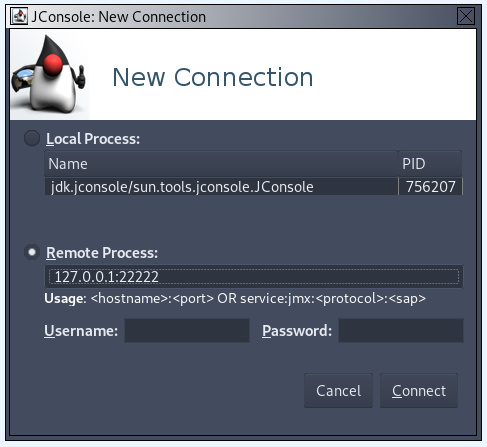 JConsole: New Connection
New Connection
Local Process:
Name PID
jdk.jconsole/sun.tools.jconsole.JConsole 756207
Remote Process:
127.0.0.1:22222
Usage: <hostname>:<port> OR service:jmx:<protocol>:<sap>
Username: Password:
Cancel Connect